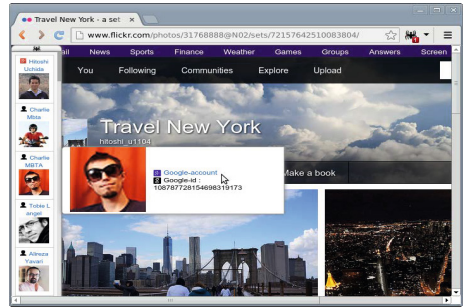 Travel New York - a set
www.flickr.com/photos/31768888@N02/sets/72157642510083804/
ail News Sports Finance Weather Games Groups Answers Screen
You Following Communities Explore Upload
Hitoshi
Uchida
Charlie
Mbta
Charlie
MBTA
Tobie L
angel
Alireza
Yavari
Travel New York
hitoshi_u1104
Google-account
Google-id :
108787728154698319173
Make a book